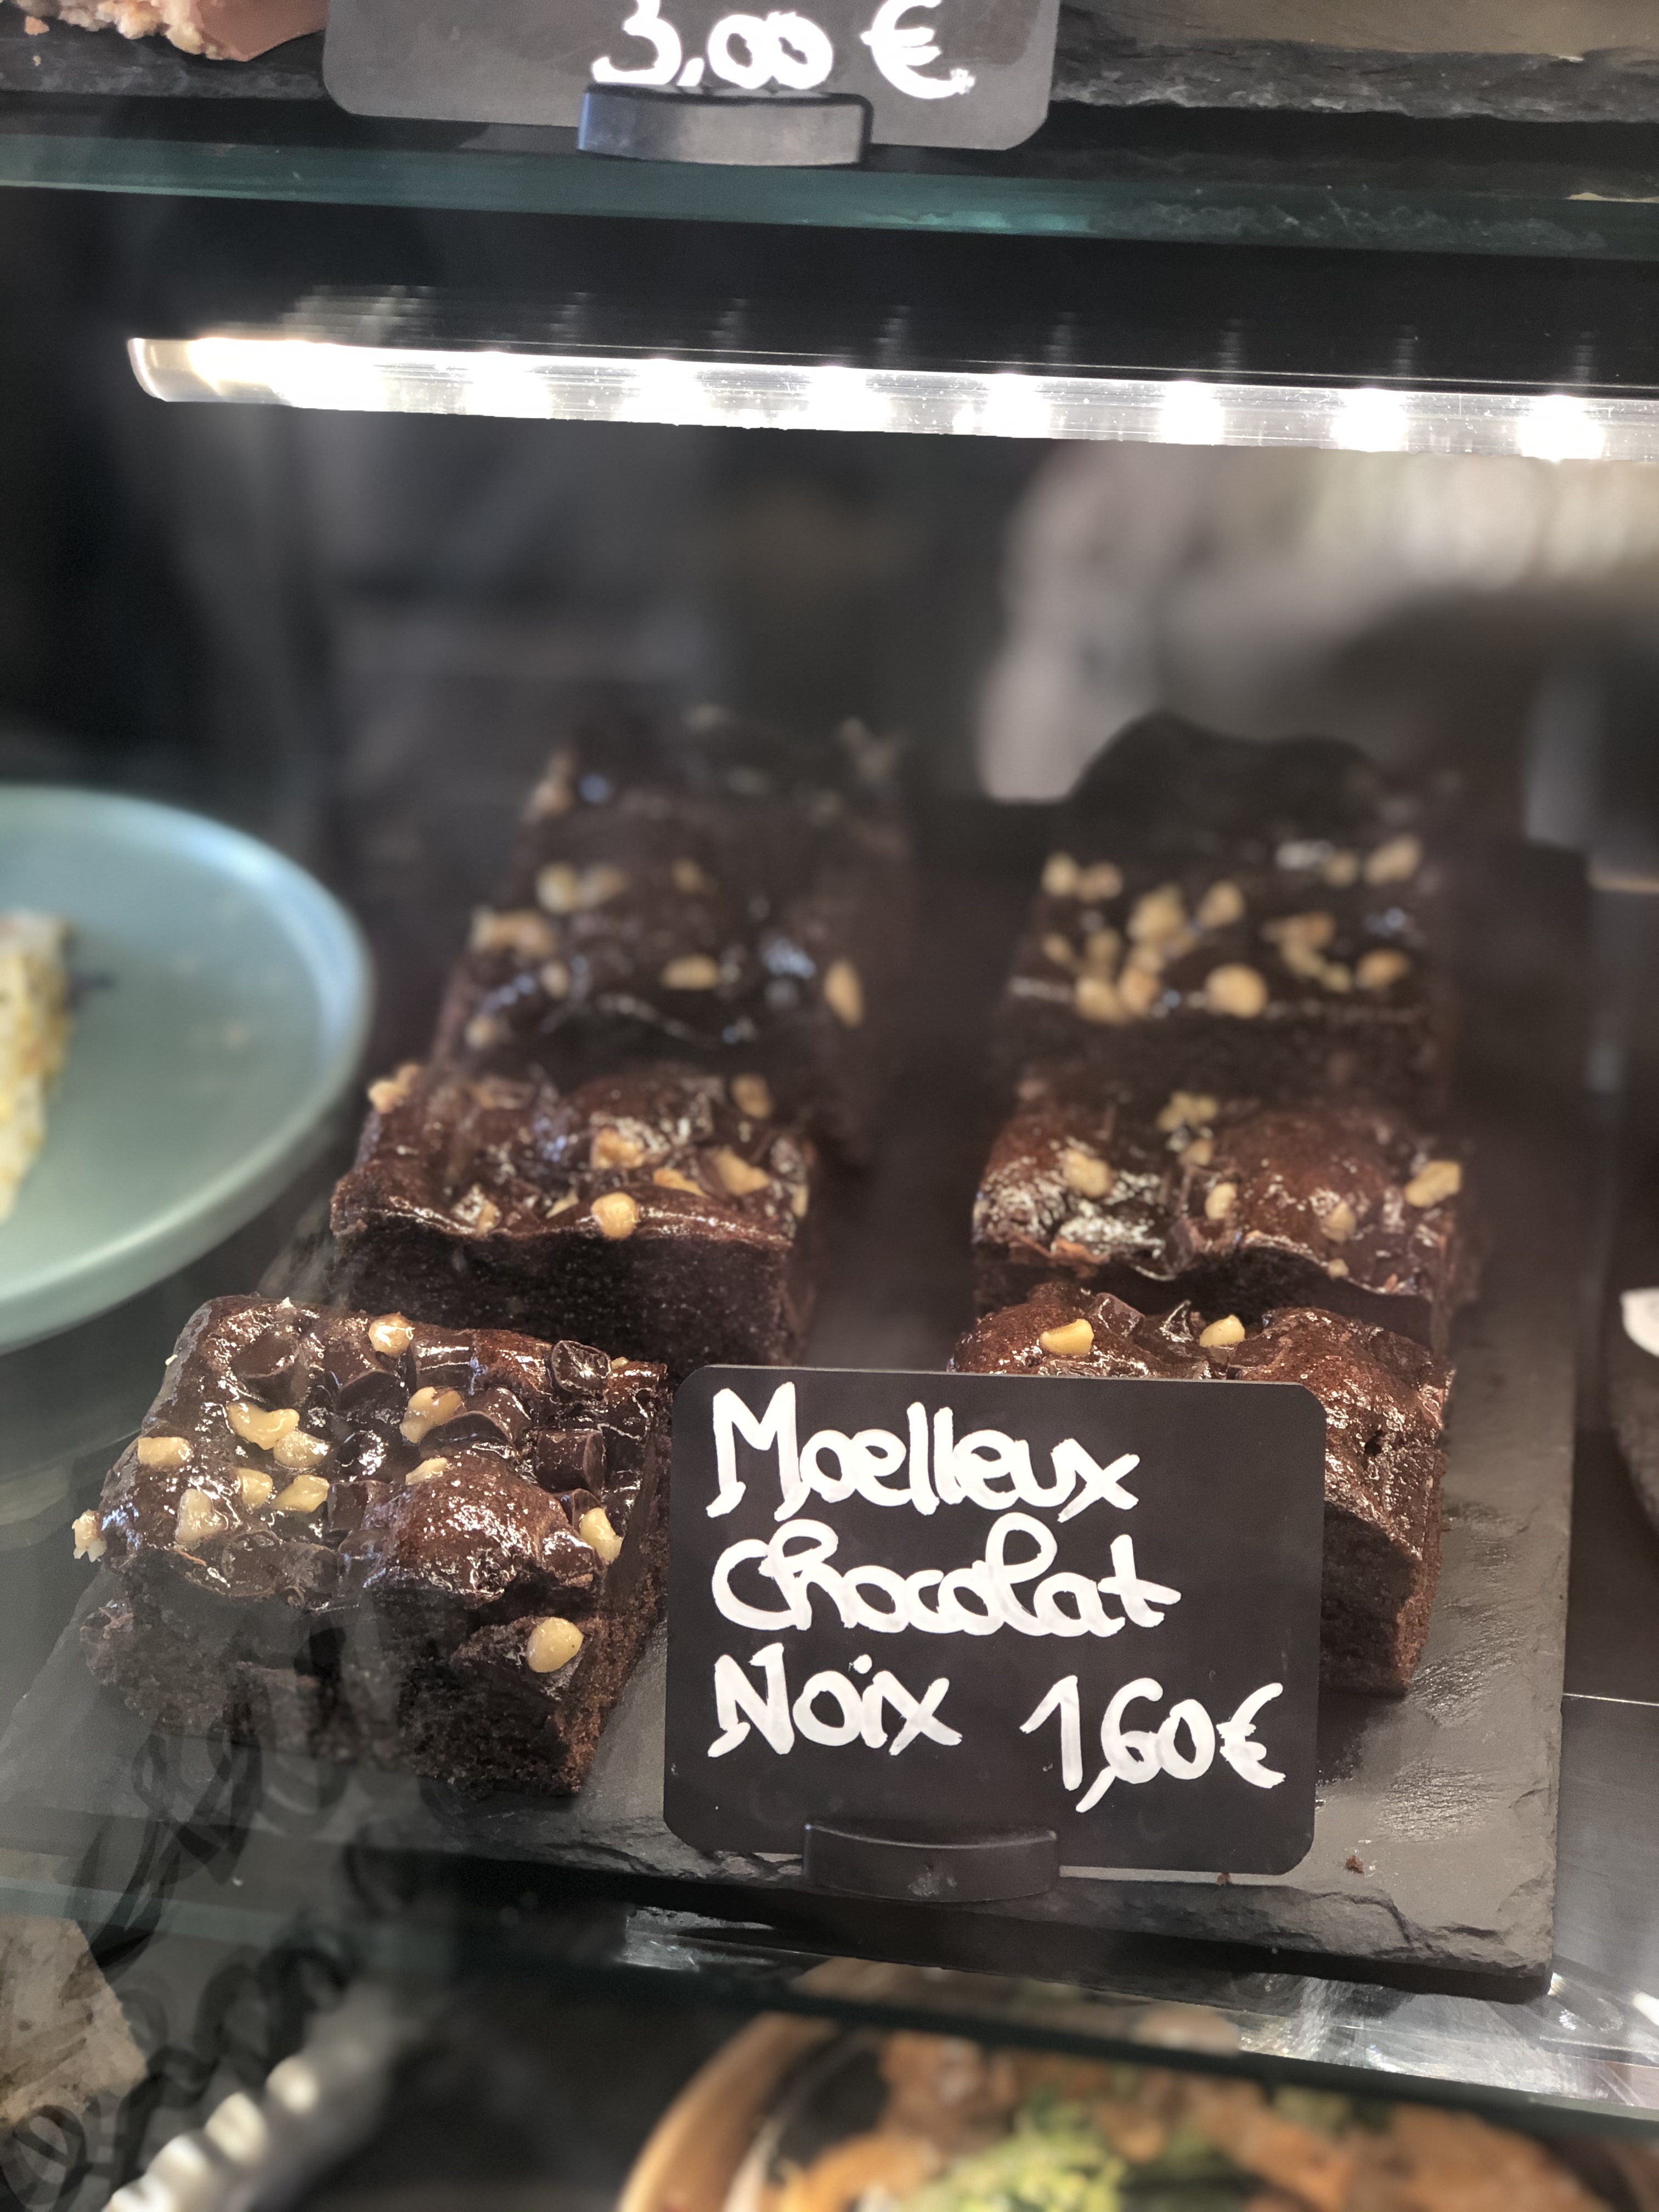 3,00 €
Moelleux
Chocolat
Noix 1,60€